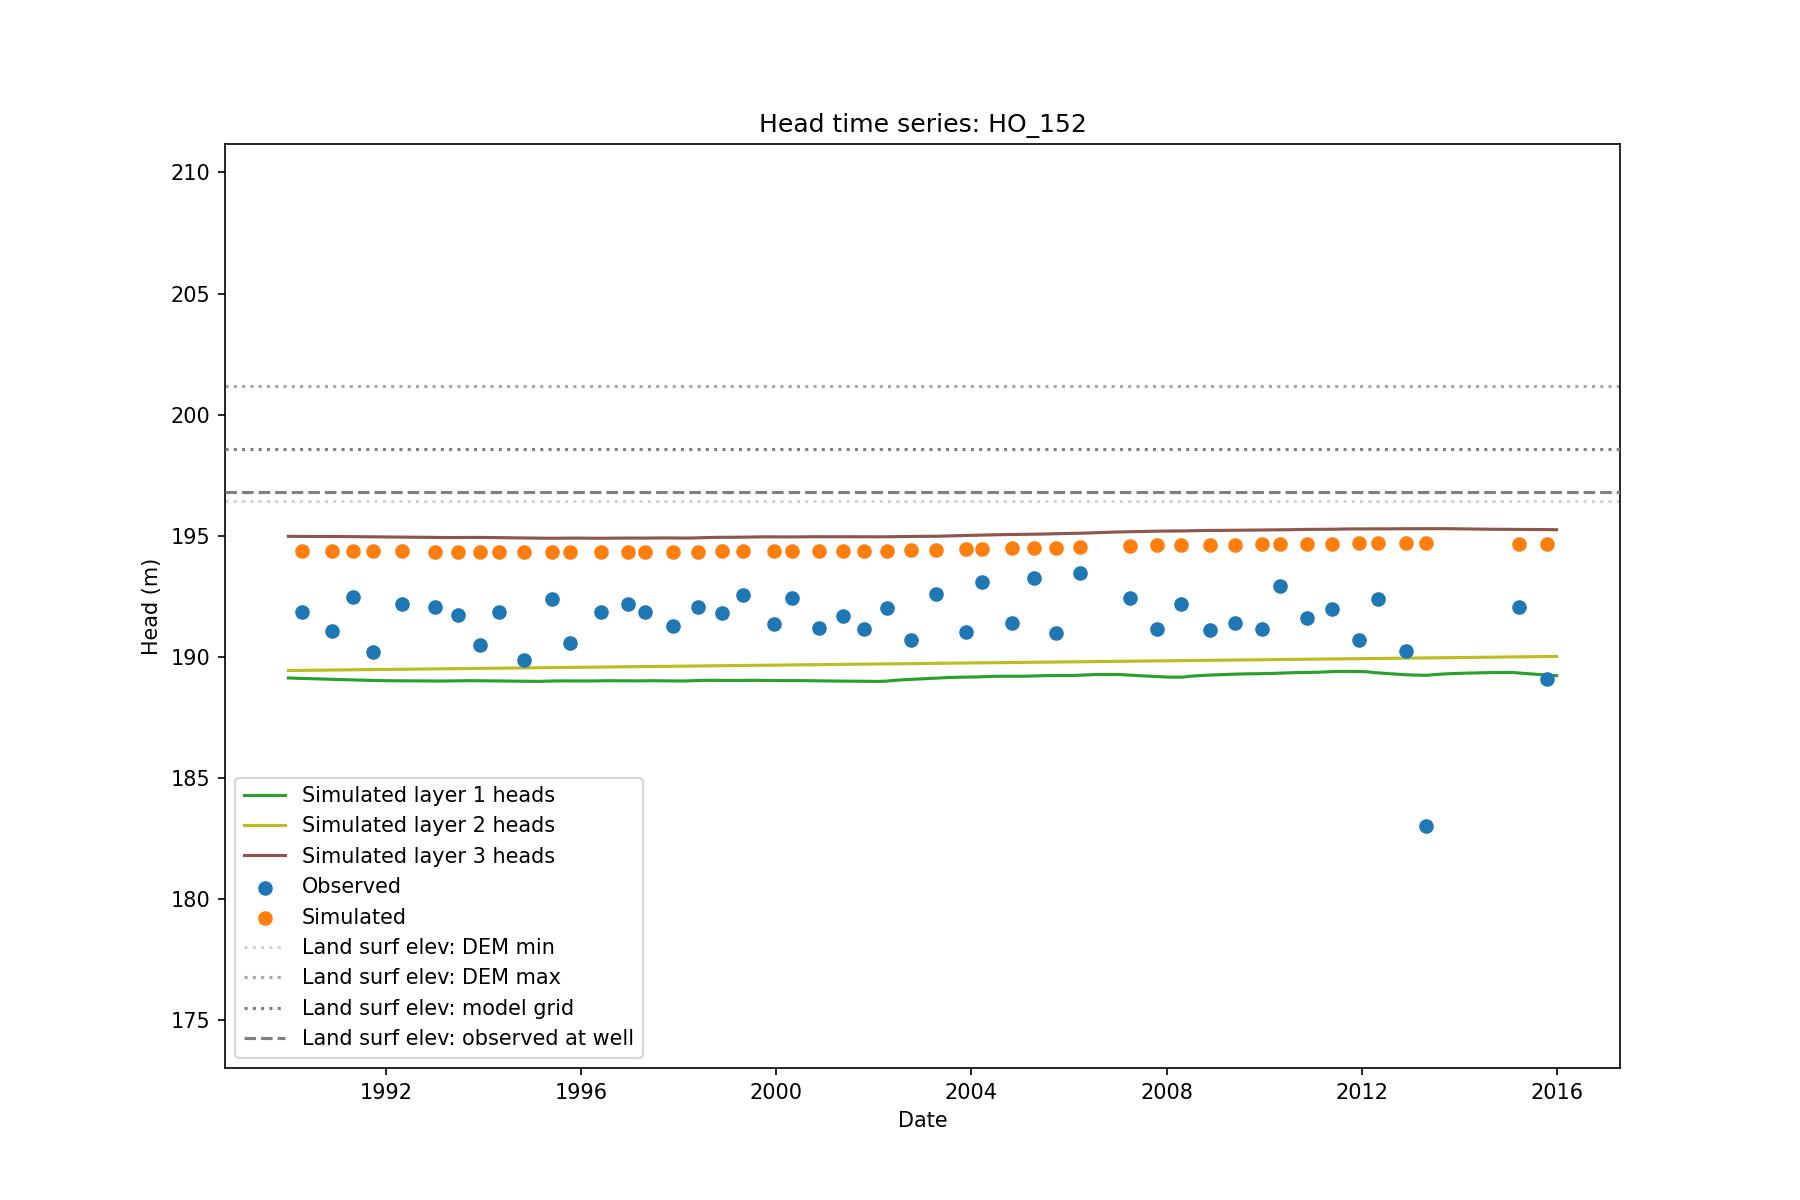 Head time series: HO_152
Head (m)
210
205
200
195
190
185
180
175
Simulated layer 1 heads
Simulated layer 2 heads
Simulated layer 3 heads
Observed
Simulated
Land surf elev: DEM min
Land surf elev: DEM max
Land surf elev: model grid
Land surf elev: observed at well
1992 1996 2000 2004 2008 2012 2016
Date